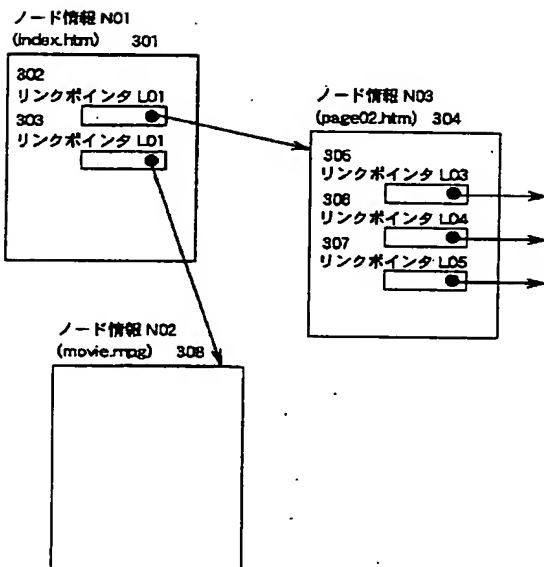 ノード情報 N01
(index.htm) 301
302
リンクポインタ L01
303
リンクポインタ L01
ノード情報 N03
(page02.htm) 304
305
リンクポインタ L03
306
リンクポインタ L04
307
リンクポインタ L05
ノード情報 N02
(movie.mpg) 308